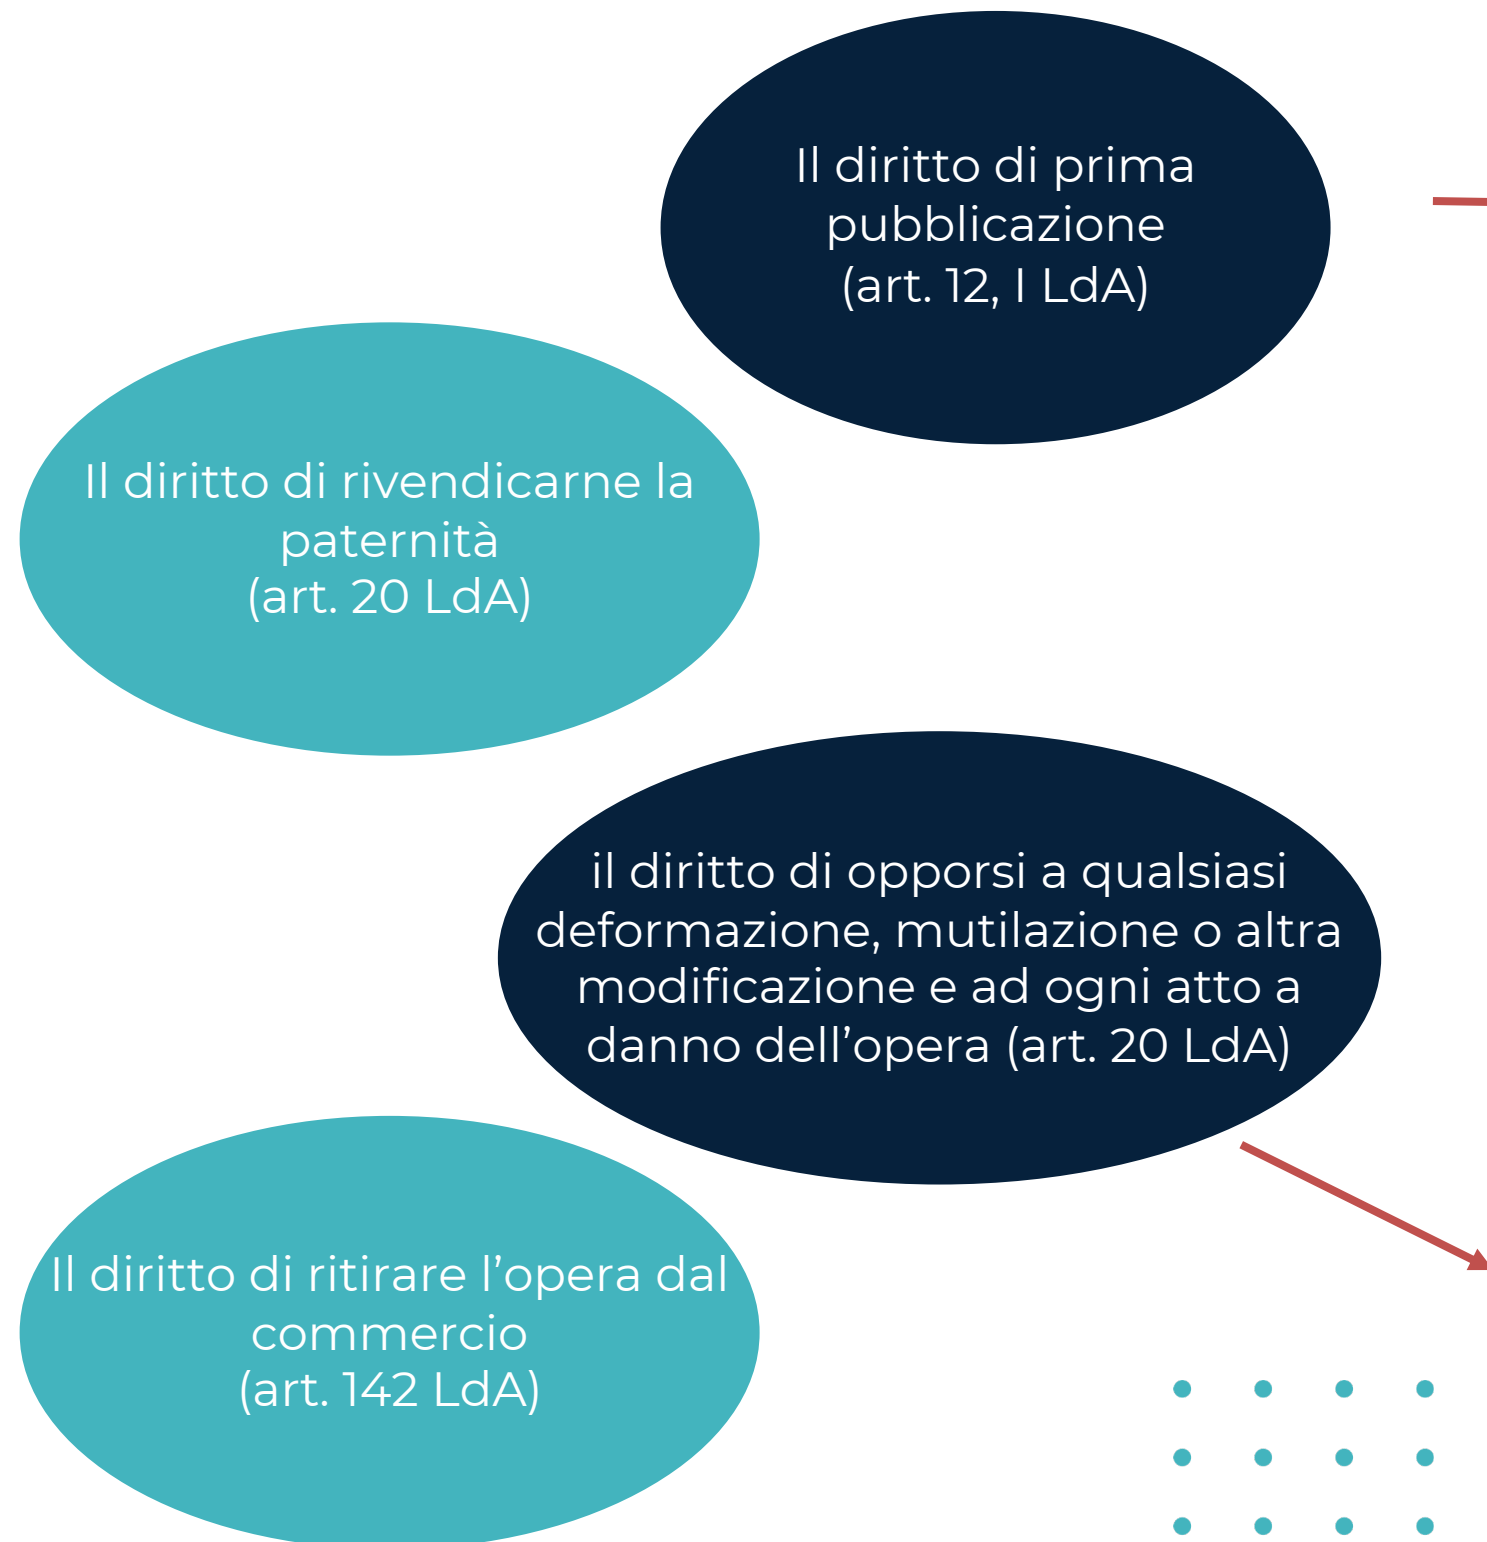 Il diritto di prima
pubblicazione
(art. 12, I LdA)
Il diritto di rivendicarne la
paternità
(art. 20 LdA)
il diritto di opporsi a qualsiasi
deformazione, mutilazione o altra
modificazione e ad ogni atto a
danno dell’opera (art. 20 LdA)
Il diritto di ritirare l’opera dal
commercio
(art. 142 LdA)